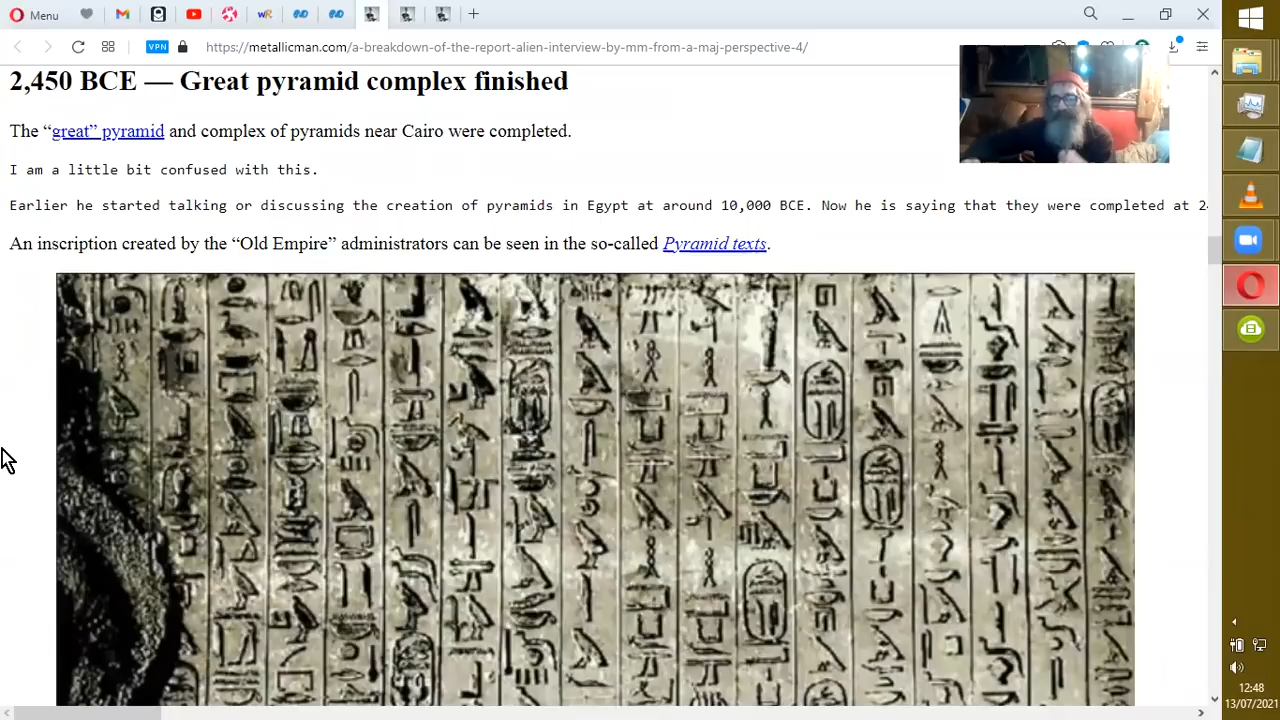 Menu
VPN
https://metallicman.com/a-breakdown-of-the-report-alien-interview-by-mm-from-a-maj-perspective-4/
2,450 BCE — Great pyramid complex finished
The “great” pyramid and complex of pyramids near Cairo were completed.
I am a little bit confused with this.
Earlier he started talking or discussing the creation of pyramids in Egypt at around 10,000 BCE. Now he is saying that they were completed at
An inscription created by the “Old Empire” administrators can be seen in the so-called Pyramid texts.
12:48
13/07/2021